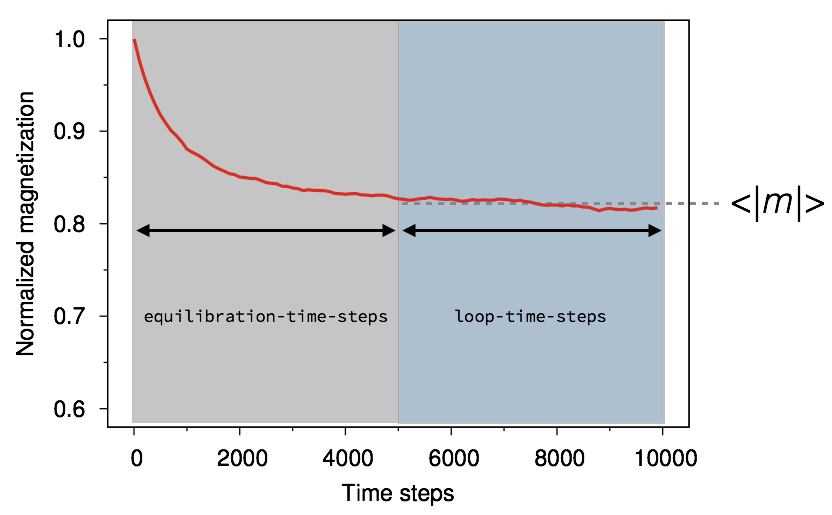 1.0
0.9
0.8
0.7
0.6
Normalized magnetization
<|m|>
equilibration-time-steps
loop-time-steps
0
2000
4000
6000
8000
10000
Time steps